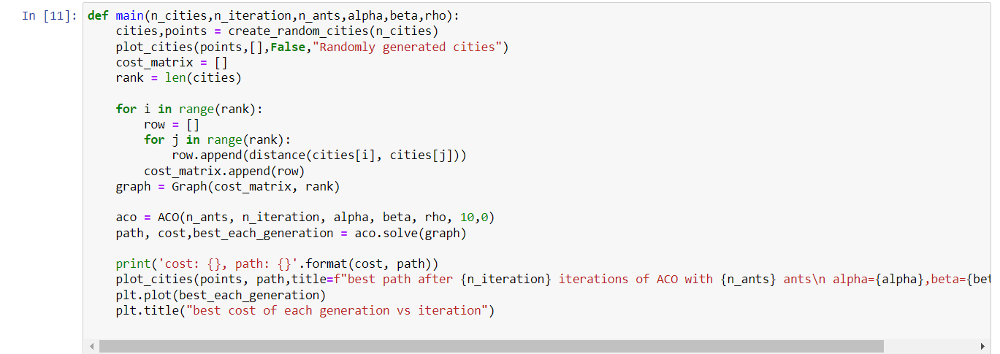 In [11]: def main(n_cities,n_iteration,n_ants,alpha,beta,rho):
    cities,points = create_random_cities(n_cities)
    plot_cities(points,[],False,"Randomly generated cities")
    cost_matrix = []
    rank = len(cities)

    for i in range(rank):
        row = []
        for j in range(rank):
            row.append(distance(cities[i], cities[j]))
        cost_matrix.append(row)
    graph = Graph(cost_matrix, rank)

    aco = ACO(n_ants, n_iteration, alpha, beta, rho, 10,0)
    path, cost,best_each_generation = aco.solve(graph)

    print('cost: {}, path: {}'.format(cost, path))
    plot_cities(points, path,title=f"best path after {n_iteration} iterations of ACO with {n_ants} ants\n alpha={alpha},beta={bet
    plt.plot(best_each_generation)
    plt.title("best cost of each generation vs iteration")